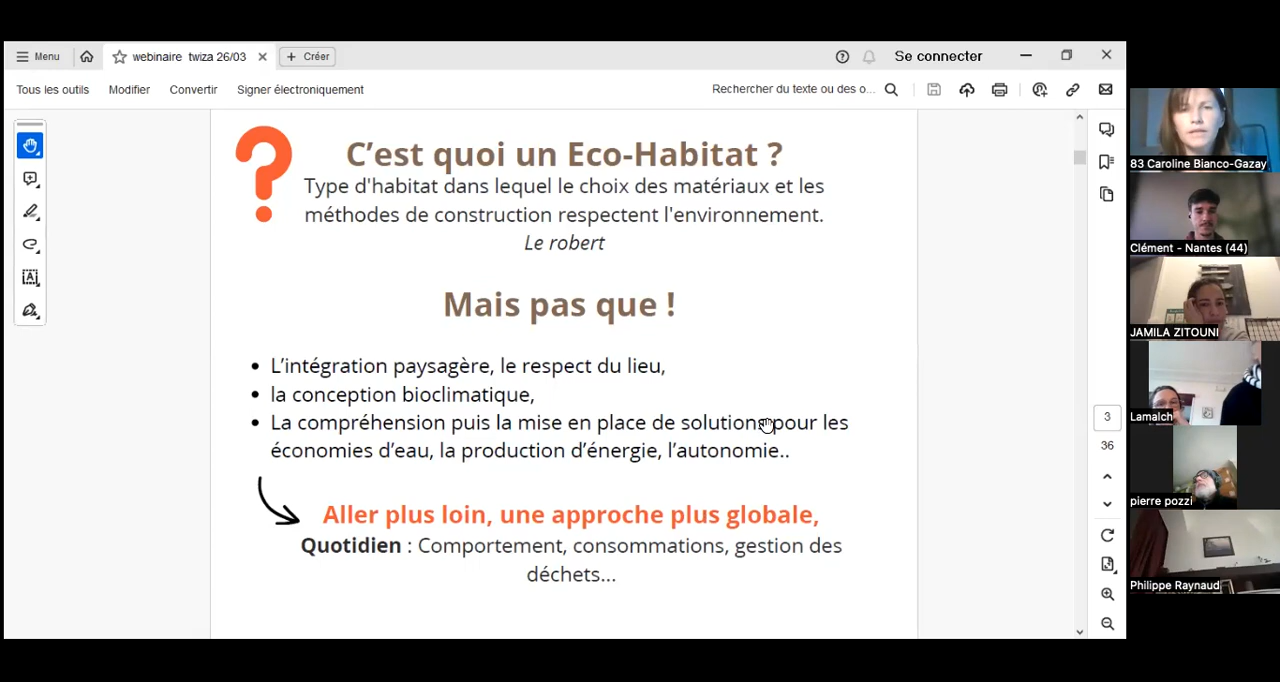 Menu
webinaire twiza 26/03
Créer
Se connecter
Tous les outils
Modifier
Convertir
Signer électroniquement
Rechercher du texte ou des o...
C'est quoi un Eco-Habitat ?
Type d'habitat dans lequel le choix des matériaux et les
méthodes de construction respectent l'environnement.
Le robert
Mais pas que !
• L'intégration paysagère, le respect du lieu,
• la conception bioclimatique,
• La compréhension puis la mise en place de solutions pour les
économies d'eau, la production d'énergie, l'autonomie..
Aller plus loin, une approche plus globale,
Quotidien : Comportement, consommations, gestion des
déchets...
3
36
83 Caroline Bianco-Gazay
Clément - Nantes (44)
JAMILA ZITOUNI
Lamalch
pierre pozzi
Philippe Raynaud